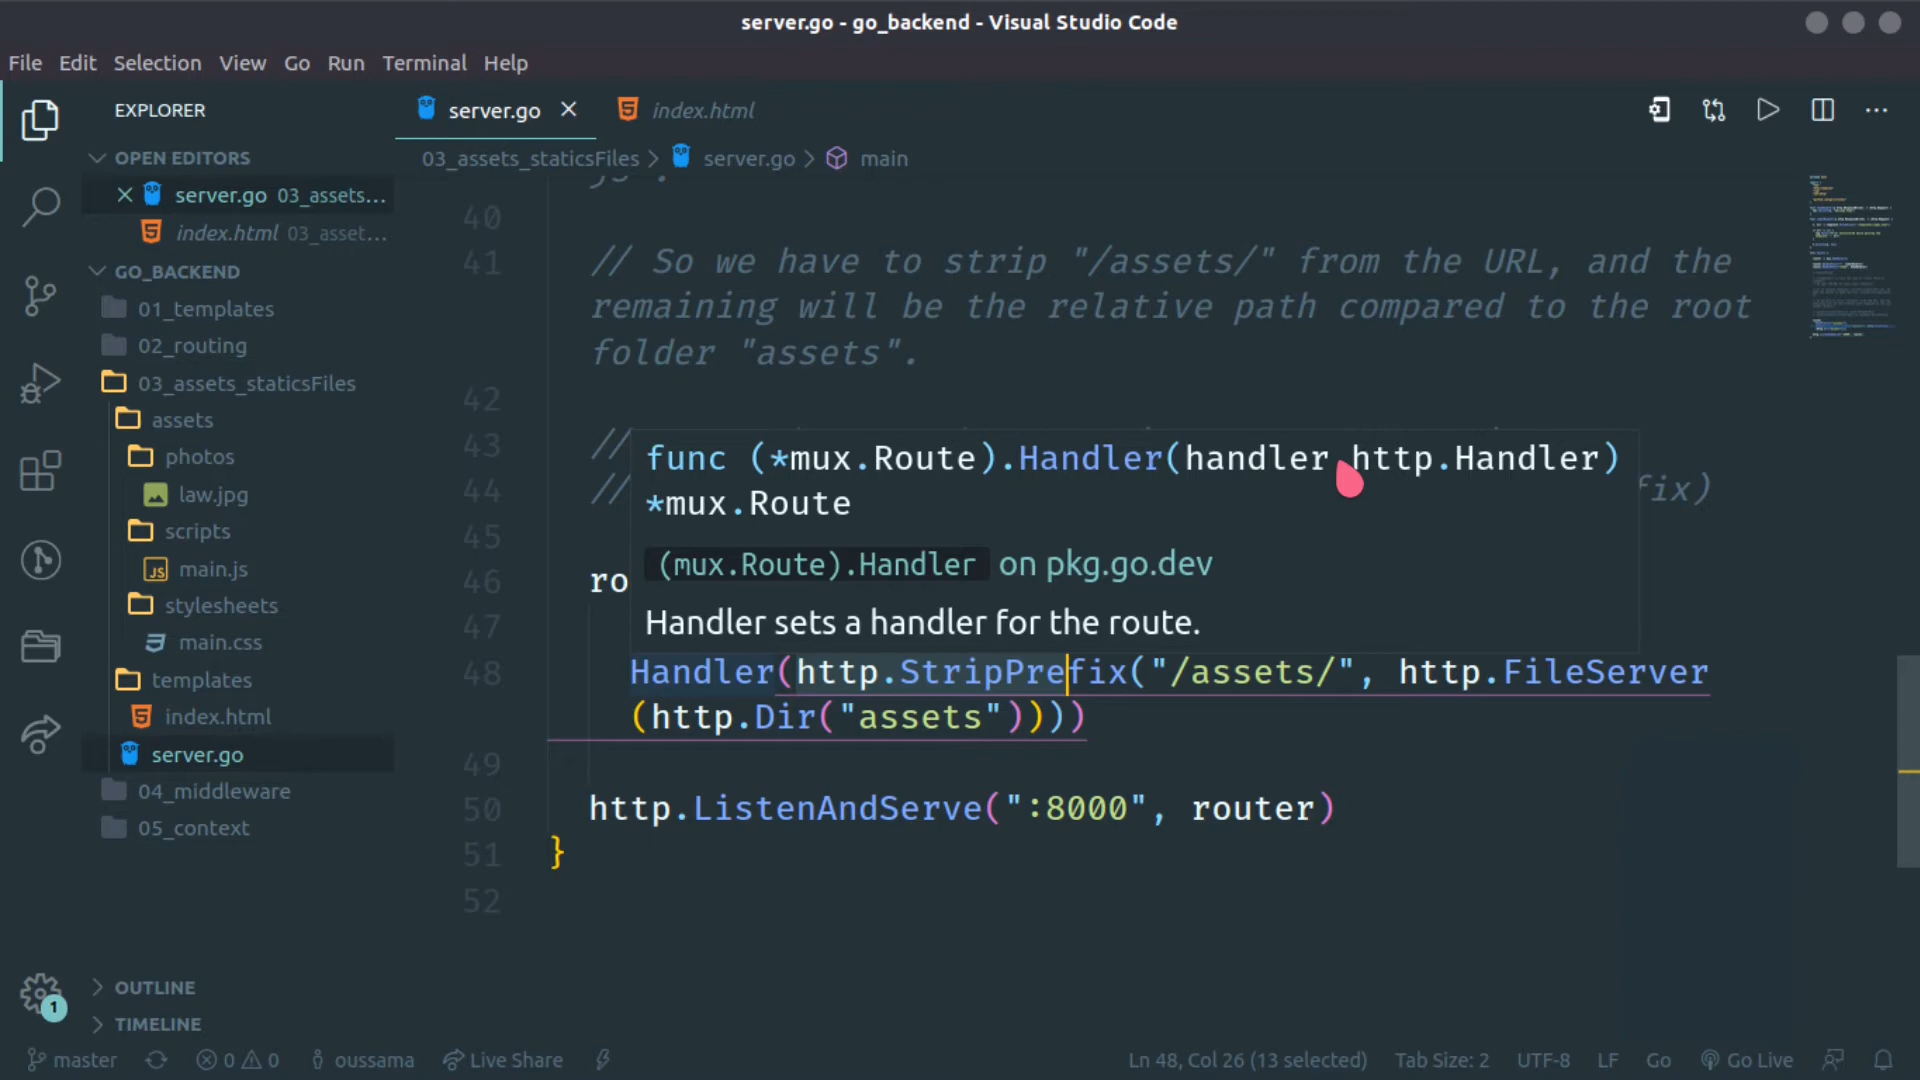 server.go - go_backend - Visual Studio Code
File Edit Selection View Go Run Terminal Help
EXPLORER
OPEN EDITORS
server.go 03_assets...
index.html 03_asset...
GO_BACKEND
01_templates
02_routing
03_assets_staticsFiles
assets
photos
law.jpg
scripts
main.js
stylesheets
main.css
templates
index.html
server.go
04_middleware
05_context
OUTLINE
TIMELINE
server.go index.html
03_assets_staticsFiles > server.go > main
40
41 // So we have to strip "/assets/" from the URL, and the
remaining will be the relative path compared to the root
folder "assets".
42
43 //
44 // fix)
45
46 ro
47
func (*mux.Route).Handler(handler http.Handler)
*mux.Route
(mux.Route).Handler on pkg.go.dev
Handler sets a handler for the route.
48 Handler(http.StripPrefix("/assets/", http.FileServer
(http.Dir("assets"))))
49
50 http.ListenAndServe(":8000", router)
51 }
52
1
master 0 0 oussama Live Share Ln 48, Col 26 (13 selected) Tab Size: 2 UTF-8 LF Go Go Live